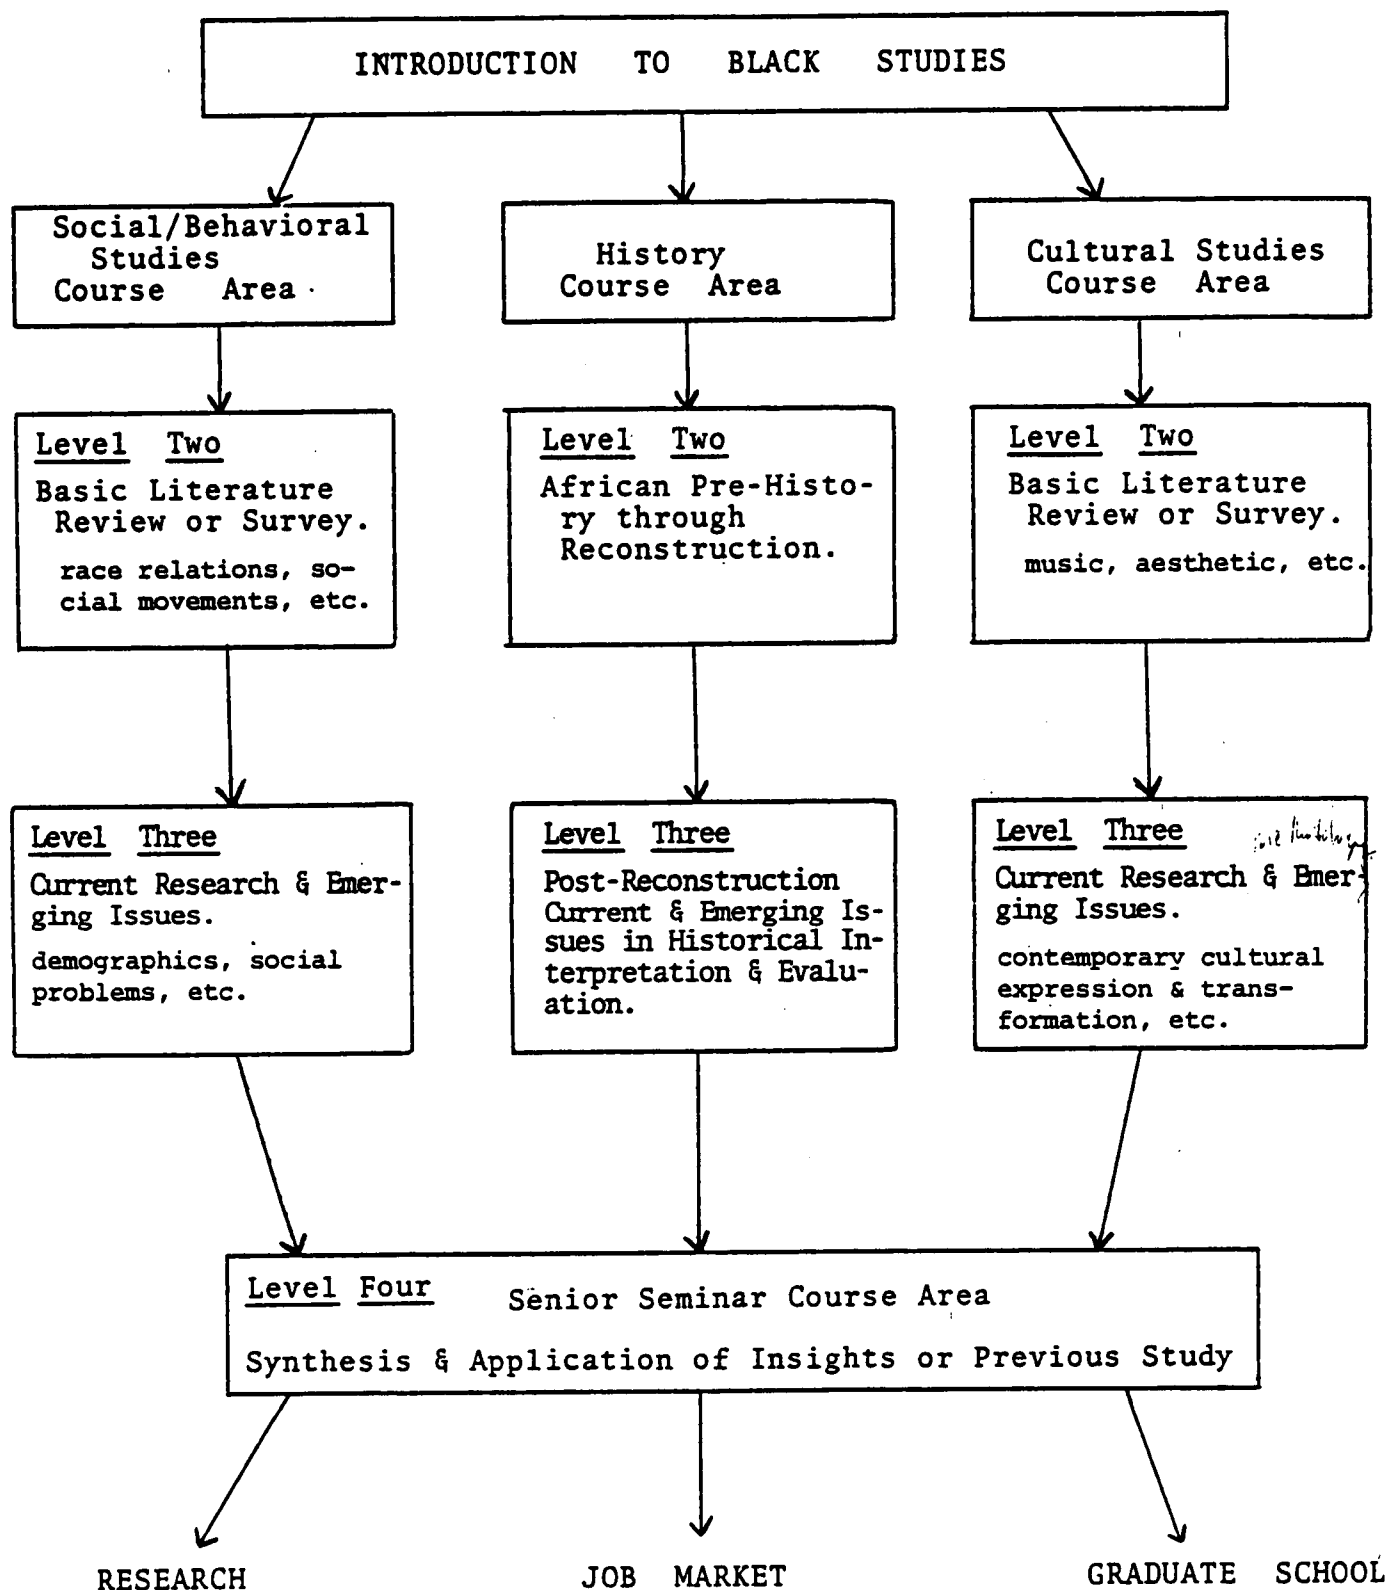 INTRODUCTION TO BLACK STUDIES
Social/Behavioral
Studies
Course Area
History
Course Area
Cultural Studies
Course Area
Level Two
Basic Literature
Review or Survey.
race relations, so-
cial movements, etc.
Level Two
African Pre-Histo-
ry through
Reconstruction.
Level Two
Basic Literature
Review or Survey.
music, aesthetic, etc.
Level Three
Current Research & Emer-
ging Issues.
demographics, social
problems, etc.
Level Three
Post-Reconstruction
Current & Emerging Is-
sues in Historical In-
terpretation & Evalu-
ation.
Level Three
Current Research & Emer-
ging Issues.
contemporary cultural
expression & trans-
formation, etc.
Level Four Senior Seminar Course Area
Synthesis & Application of Insights or Previous Study
RESEARCH
JOB MARKET
GRADUATE SCHOOL